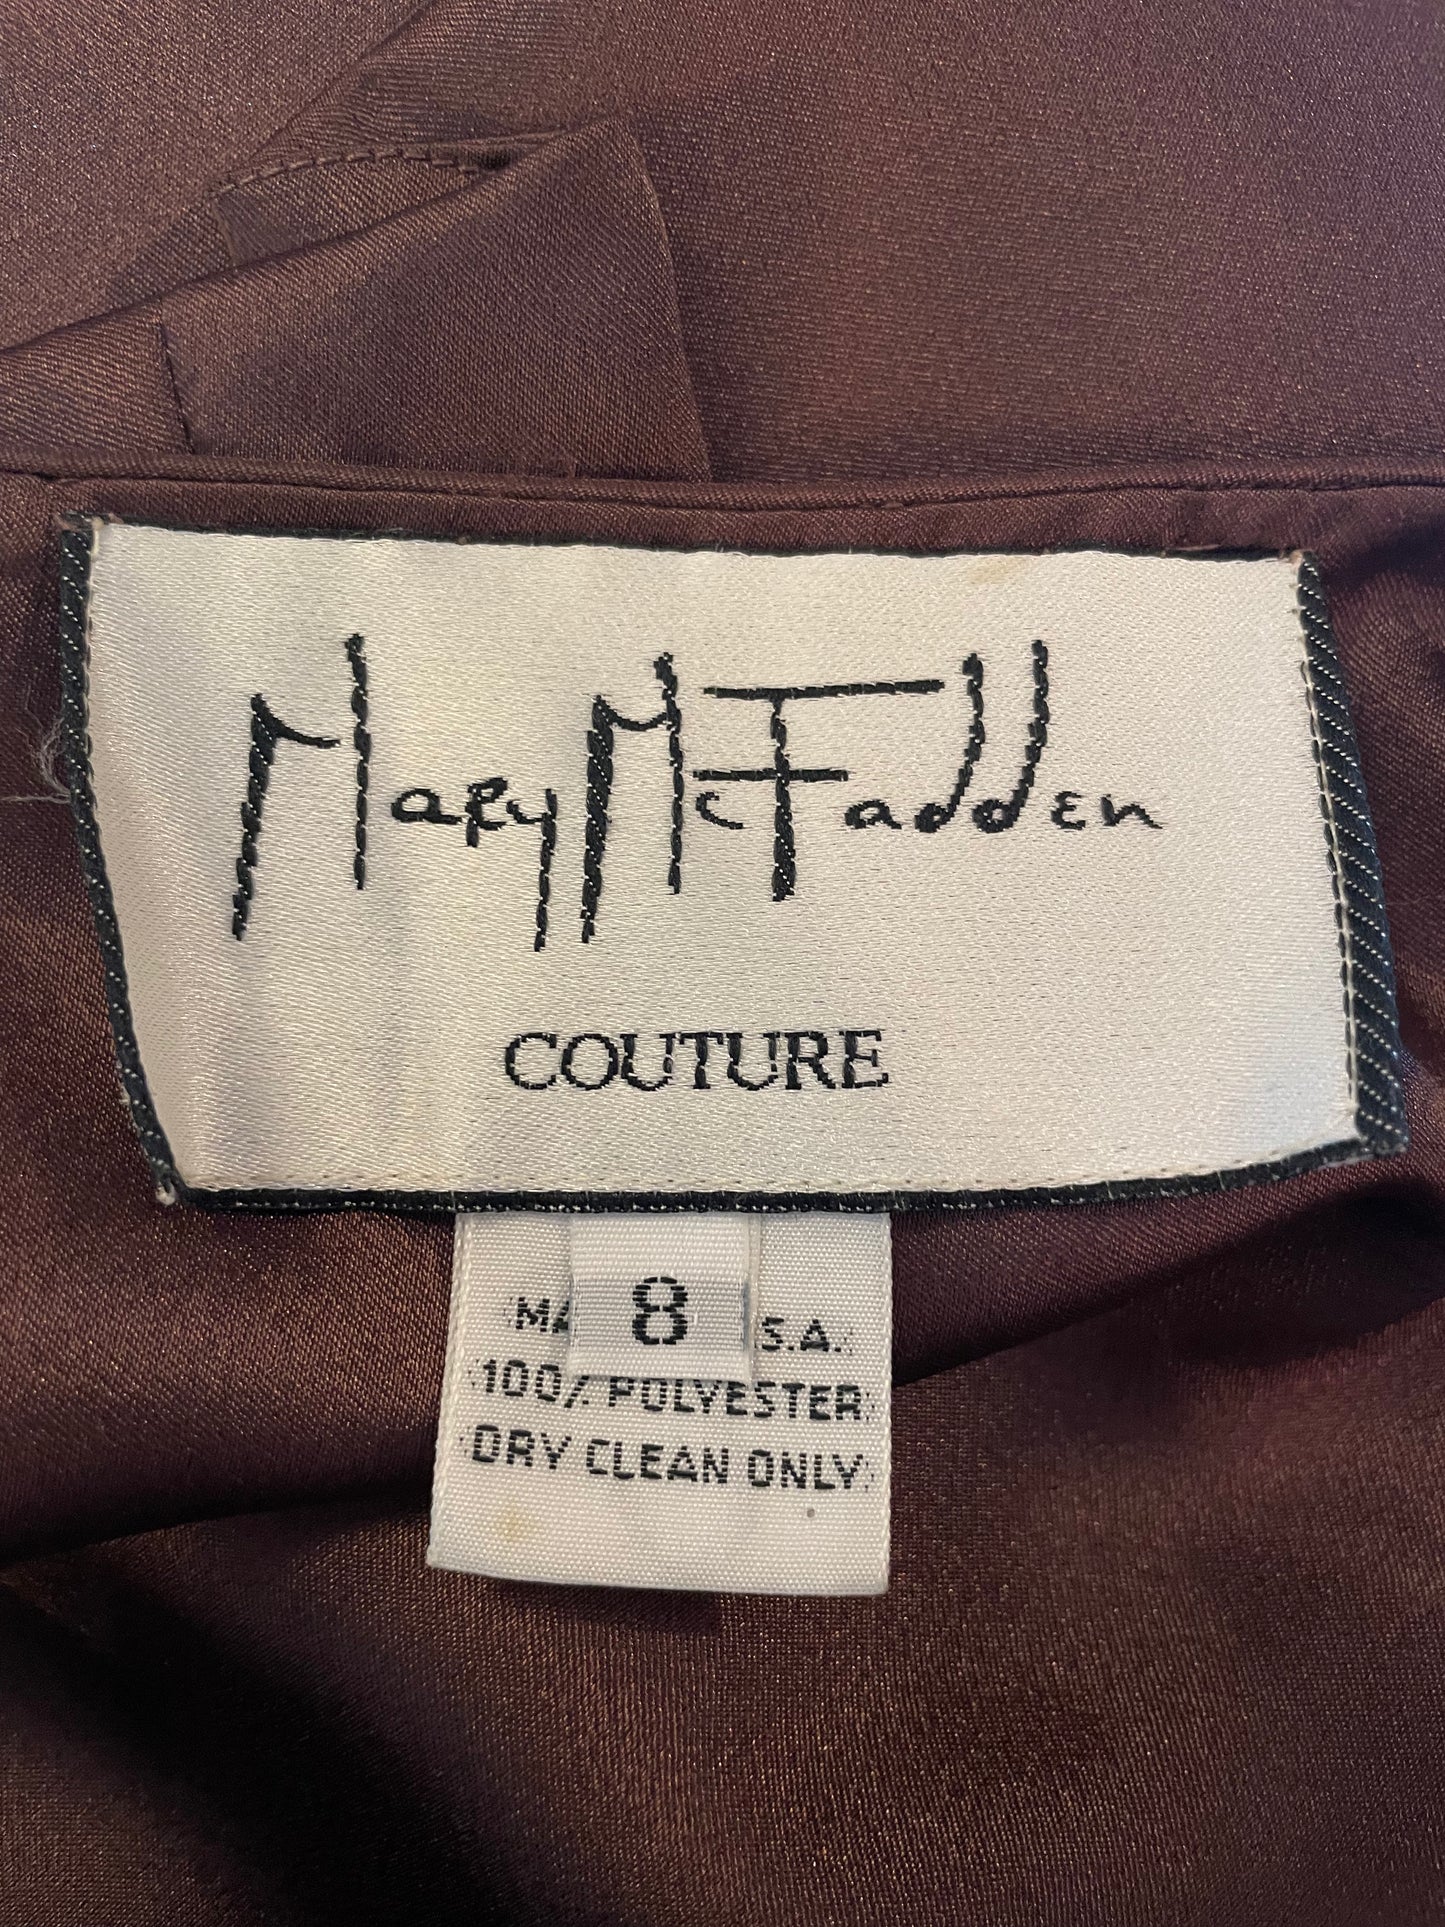 Mary McFadden
COUTURE
8
S.A.
100% POLYESTER
DRY CLEAN ONLY